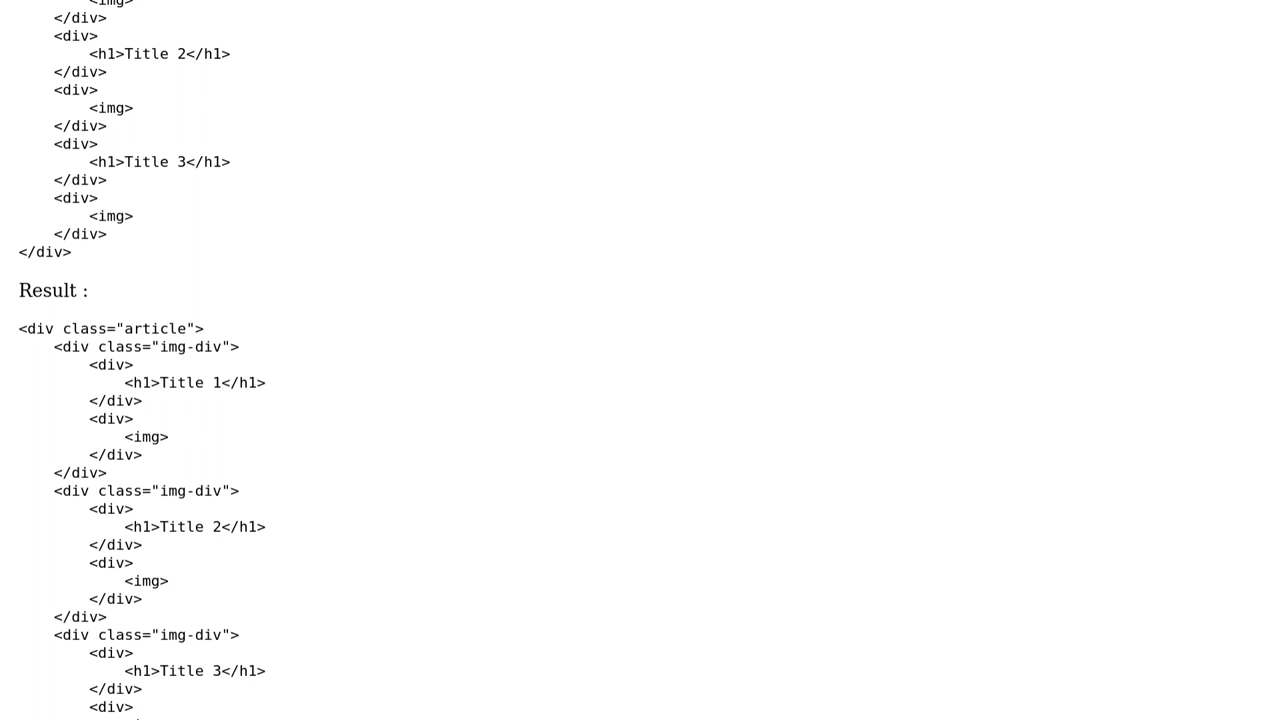 <img>
    </div>
    <div>
        <h1>Title 2</h1>
    </div>
    <div>
        <img>
    </div>
    <div>
        <h1>Title 3</h1>
    </div>
    <div>
        <img>
    </div>
</div>
Result :
<div class="article">
    <div class="img-div">
        <div>
            <h1>Title 1</h1>
        </div>
        <div>
            <img>
        </div>
    </div>
    <div class="img-div">
        <div>
            <h1>Title 2</h1>
        </div>
        <div>
            <img>
        </div>
    </div>
    <div class="img-div">
        <div>
            <h1>Title 3</h1>
        </div>
        <div>